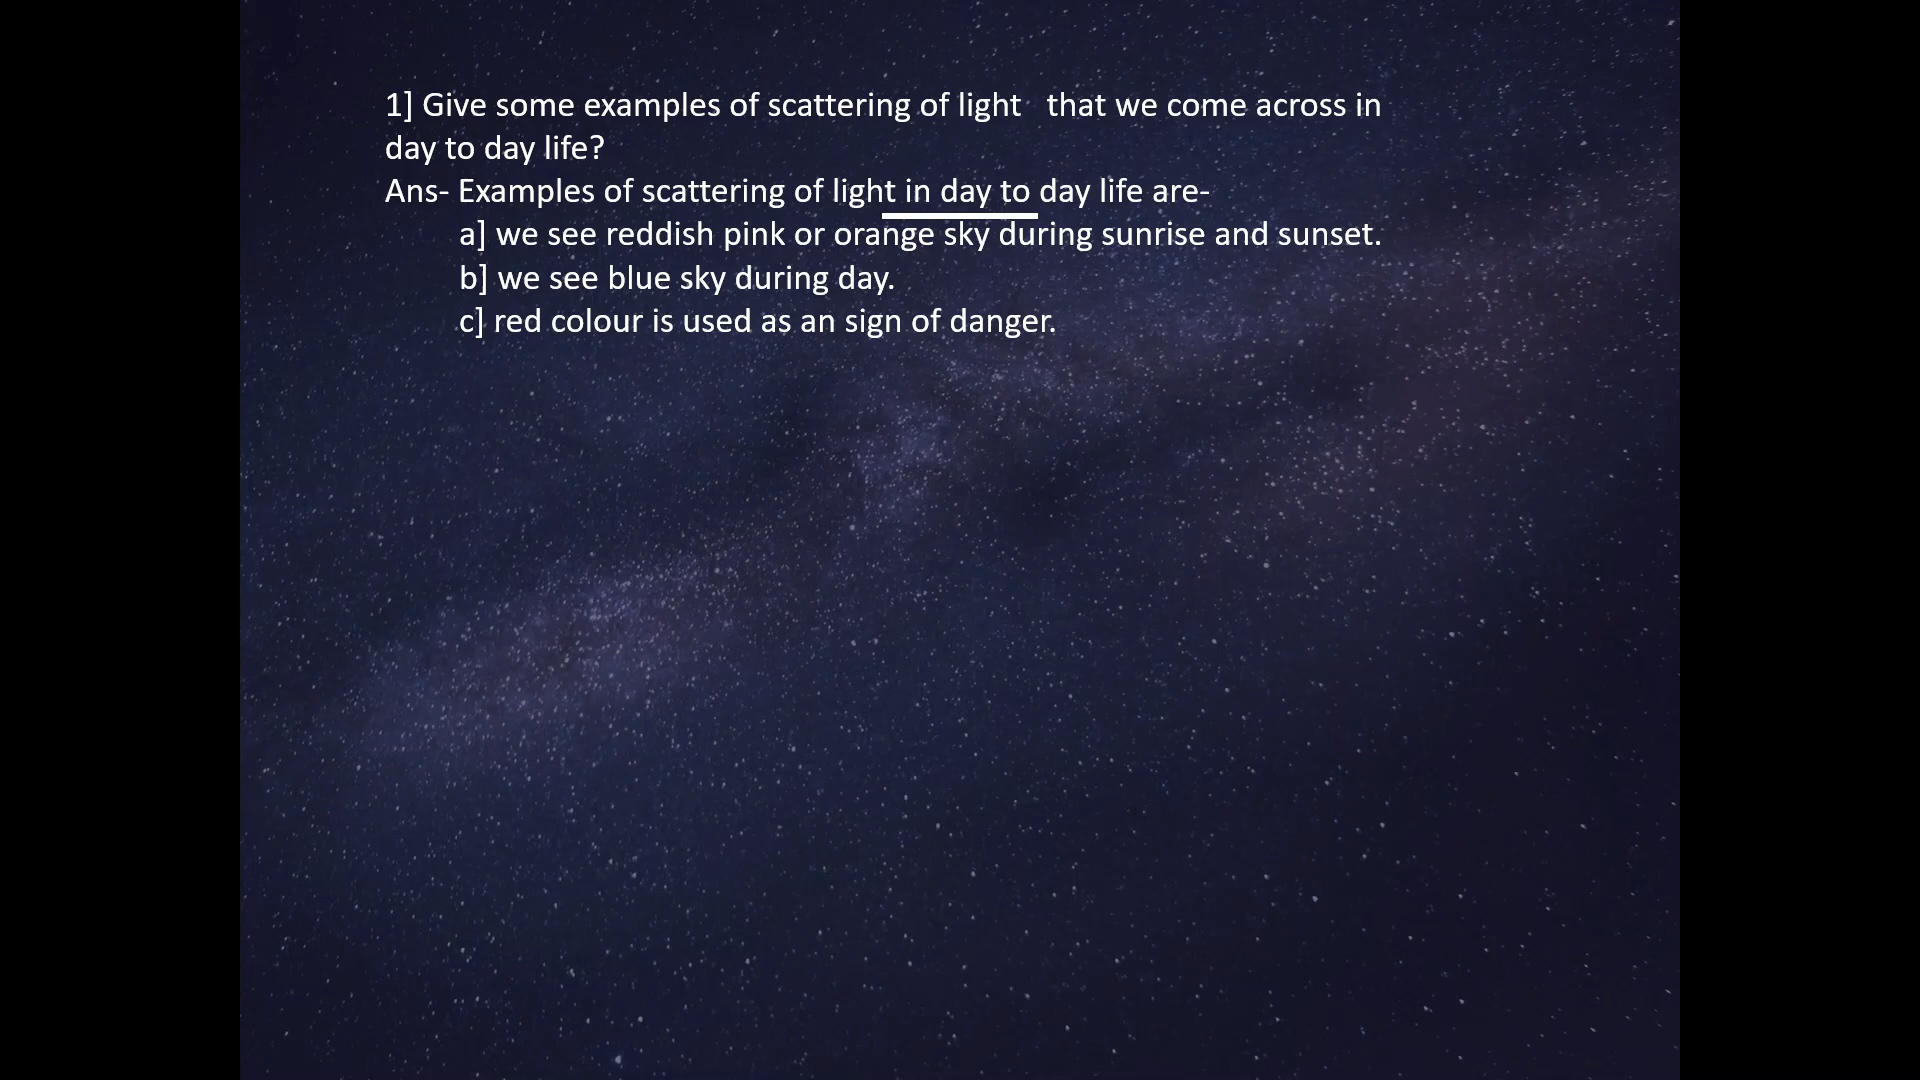 1] Give some examples of scattering of light   that we come across in
day to day life?
Ans- Examples of scattering of light in day to day life are-
a] we see reddish pink or orange sky during sunrise and sunset.
b] we see blue sky during day.
c] red colour is used as an sign of danger.